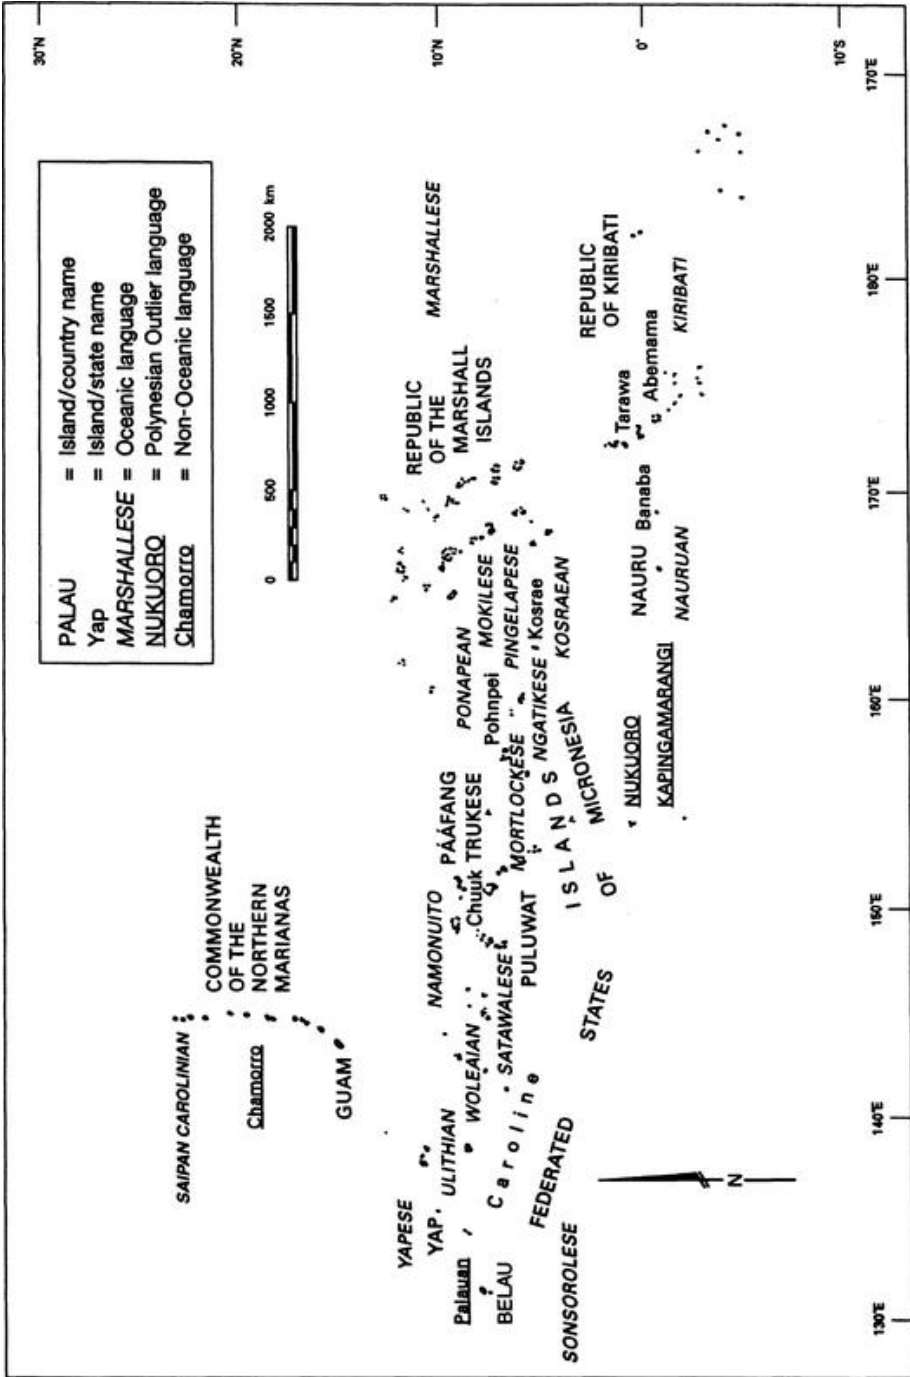 PALAU = Island/country name
Yap = Island/state name
MARSHALLESE = Oceanic language
NUKUORO = Polynesian Outlier language
Chamorro = Non-Oceanic language
0 500 1000 1500 2000 km
30°N
20°N
10°N
0°
10°S
SAIPAN CAROLINIAN
COMMONWEALTH
OF THE
NORTHERN
MARIANAS
Chamorro
GUAM
REPUBLIC
OF THE
MARSHALL
ISLANDS
MARSHALLESE
YAPESE
YAP
ULITHIAN
NAMONUITO
PÁÁFANG
Chuuk TRUKESE
PONAPEAN
Pohnpei
MOKILESE
PINGELAPESE
Palauan
BELAU
WOLEAIAN
SATAWALESE
PULUWAT
MORTLOCKESE
NGATIKESE
Kosrae
KOSRAEAN
Caroline
ISLANDS
FEDERATED
STATES
OF
MICRONESIA
SONSOROLESE
NUKUORO
KAPINGAMARANGI
NAURU
Banaba
NAURUAN
Tarawa
Abemama
REPUBLIC
OF KIRIBATI
KIRIBATI
N
130°E 140°E 150°E 160°E 170°E 180°E 170°E